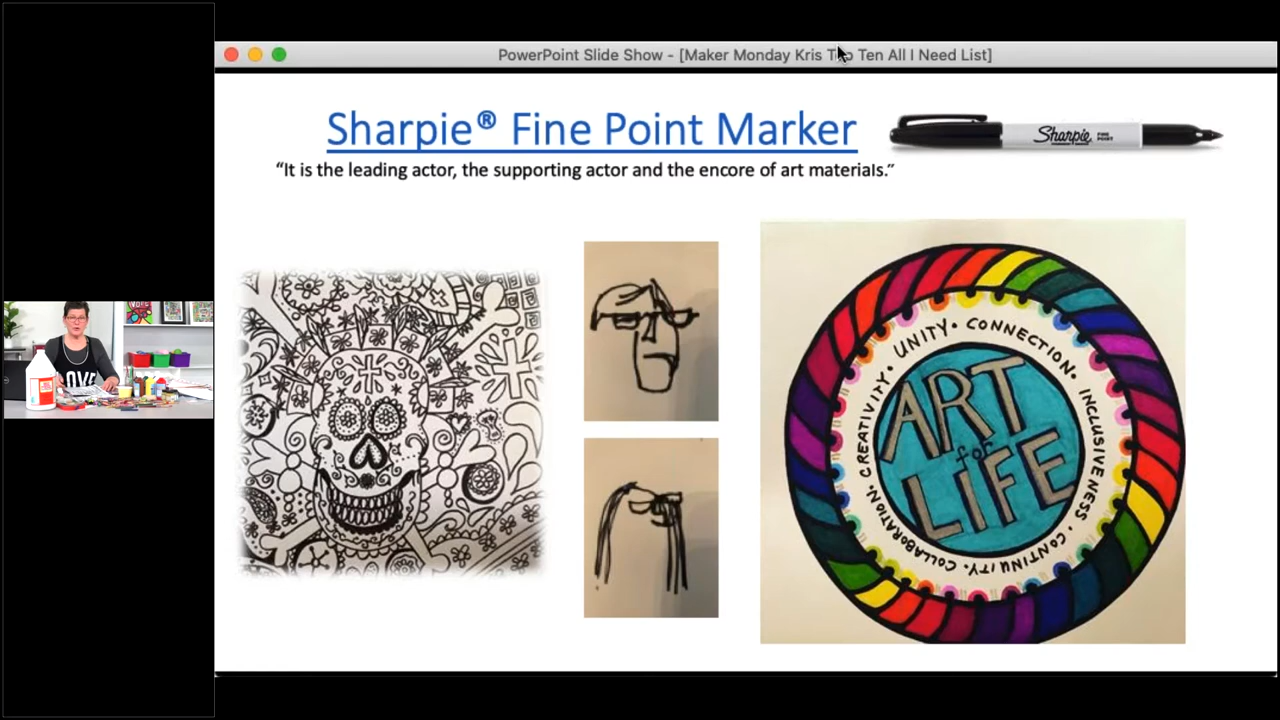 PowerPoint Slide Show - [Maker Monday Kris Ten All I Need List]
Sharpie® Fine Point Marker
Sharpie
FINE
POINT
"It is the leading actor, the supporting actor and the encore of art materials."
UNITY • CONNECTION • INCLUSIVENESS • CONTINUITY • COLLABORATION • CREATIVITY •
ART
for
LIFE